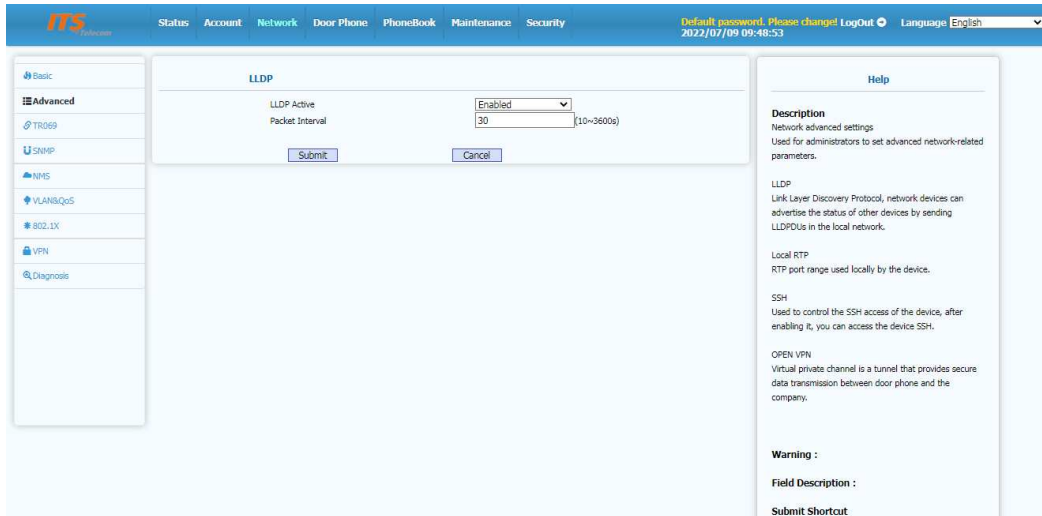 ITS
Telecom
Status Account Network Door Phone PhoneBook Maintenance Security
Default password. Please change! LogOut Language English
2022/07/09 09:48:53
Basic
Advanced
TR069
SNMP
NMS
VLAN&QoS
802.1X
VPN
Diagnosis
LLDP
LLDP Active Enabled
Packet Interval 30 (10~3600s)
Submit Cancel
Help
Description
Network advanced settings
Used for administrators to set advanced network-related
parameters.
LLDP
Link Layer Discovery Protocol, network devices can
advertise the status of other devices by sending
LLDPDUs in the local network.
Local RTP
RTP port range used locally by the device.
SSH
Used to control the SSH access of the device, after
enabling it, you can access the device SSH.
OPEN VPN
Virtual private channel is a tunnel that provides secure
data transmission between door phone and the
company.
Warning :
Field Description :
Submit Shortcut